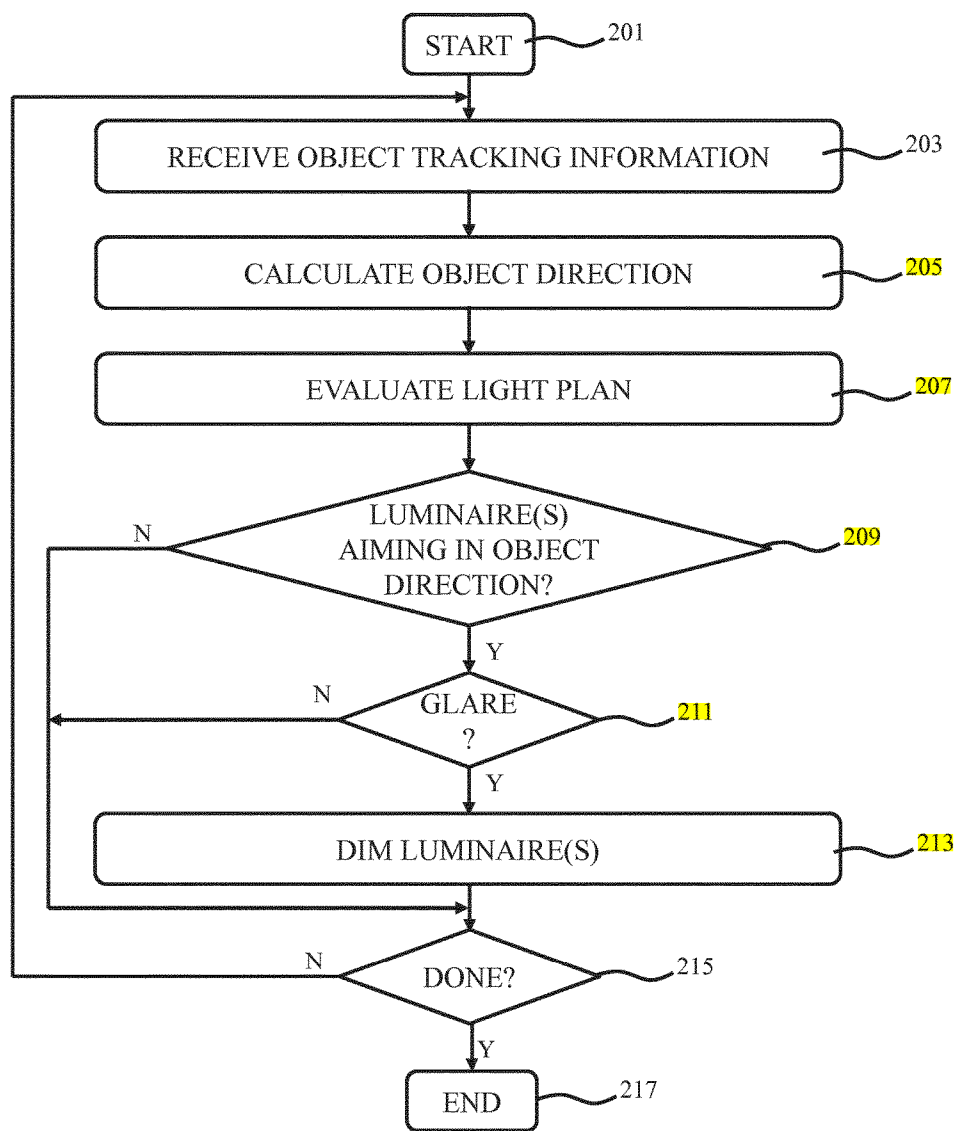 START
201
RECEIVE OBJECT TRACKING INFORMATION
203
CALCULATE OBJECT DIRECTION
205
EVALUATE LIGHT PLAN
207
N
LUMINAIRE(S)
AIMING IN OBJECT
DIRECTION?
209
Y
N
GLARE
?
211
Y
DIM LUMINAIRE(S)
213
N
DONE?
215
Y
END
217